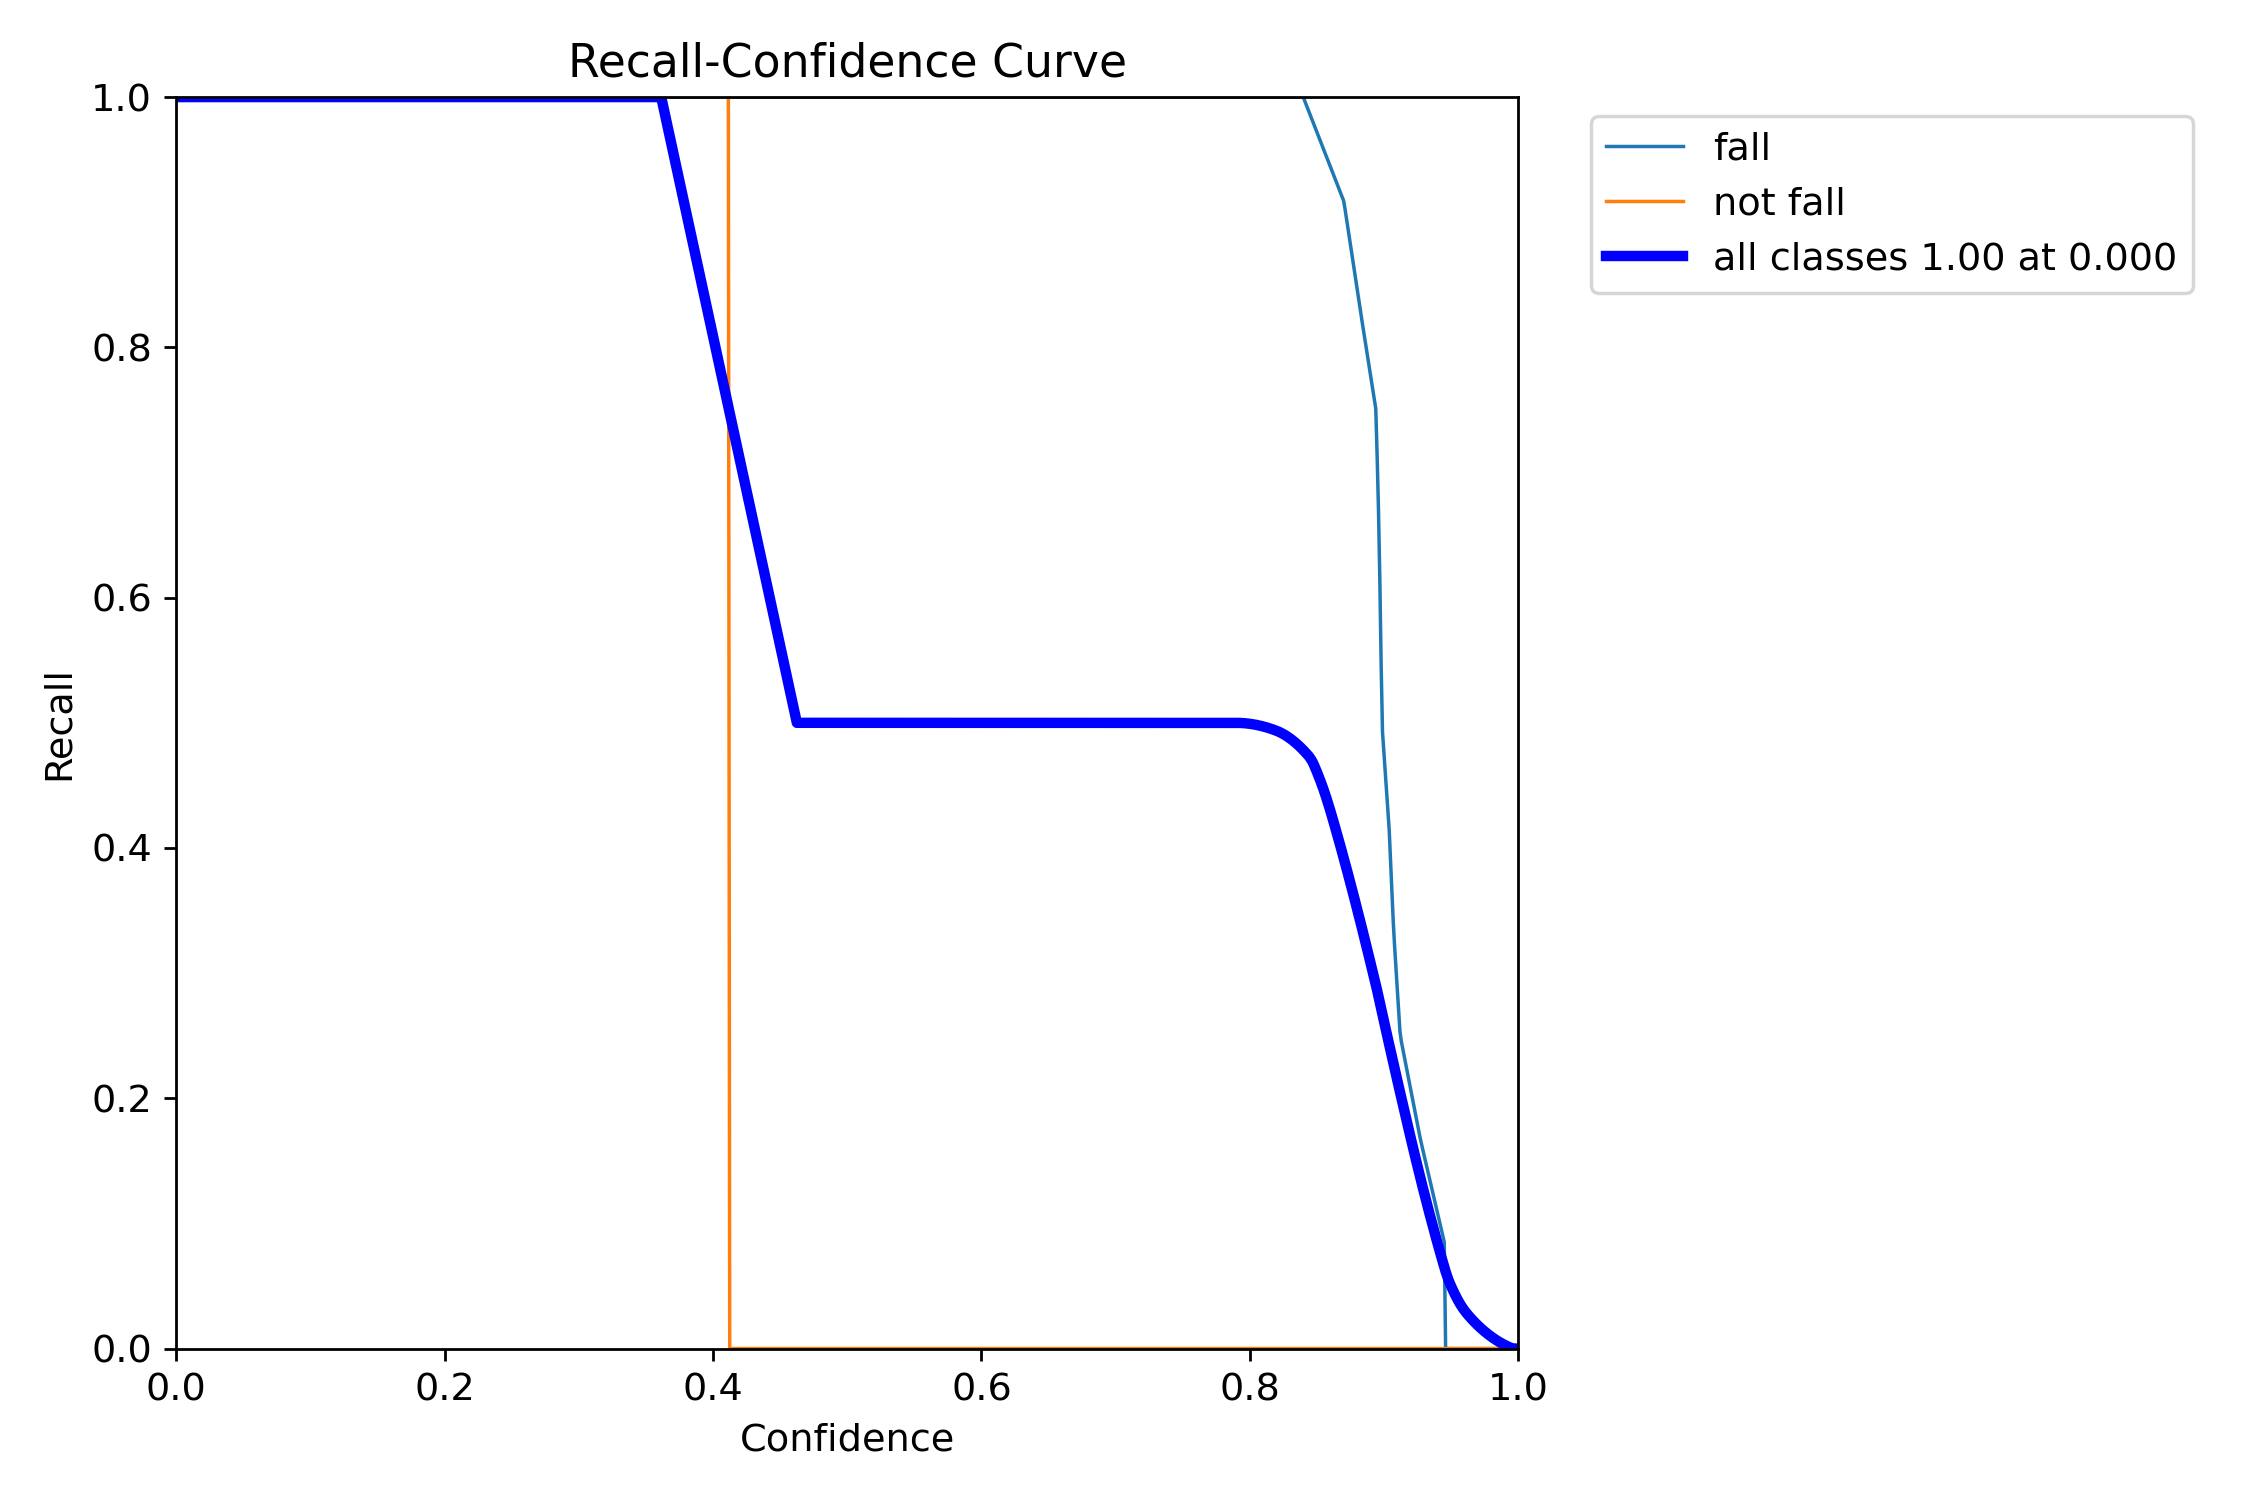 Recall-Confidence Curve
1.0
0.8
0.6
0.4
0.2
0.0
Recall
0.0 0.2 0.4 0.6 0.8 1.0
Confidence
fall
not fall
all classes 1.00 at 0.000